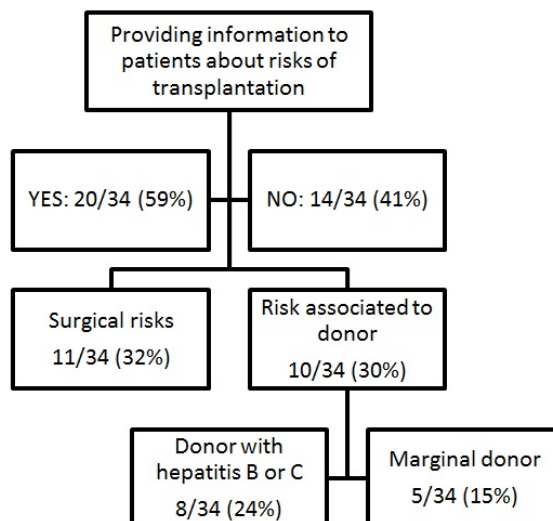 Providing information to
patients about risks of
transplantation
YES: 20/34 (59%)
NO: 14/34 (41%)
Surgical risks
11/34 (32%)
Risk associated to
donor
10/34 (30%)
Donor with
hepatitis B or C
8/34 (24%)
Marginal donor
5/34 (15%)